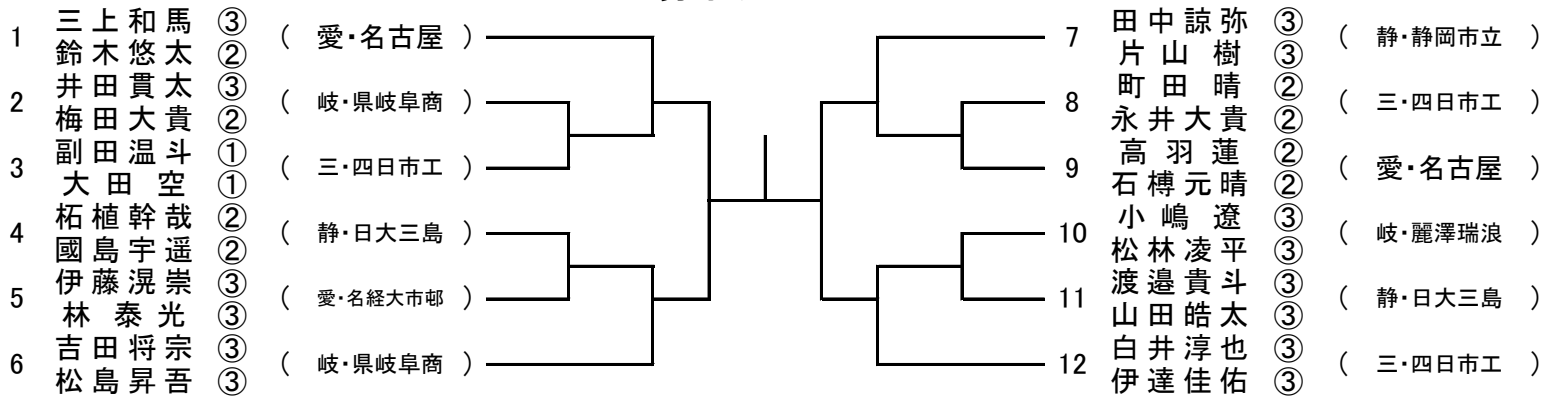 三上和馬 ③
1 ( 愛・名古屋 )
鈴木悠太 ②
井田貫太 ③
2 ( 岐・県岐阜商 )
梅田大貴 ②
副田温斗 ①
3 ( 三・四日市工 )
大田空 ①
柘植幹哉 ②
4 ( 静・日大三島 )
國島宇遥 ②
伊藤滉崇 ③
5 ( 愛・名経大市邨 )
林泰光 ③
吉田将宗 ③
6 ( 岐・県岐阜商 )
松島昇吾 ③
田中諒弥 ③
7 ( 静・静岡市立 )
片山樹 ③
町田晴 ②
8 ( 三・四日市工 )
永井大貴 ②
高羽蓮 ②
9 ( 愛・名古屋 )
石榑元晴 ②
小嶋遼 ③
10 ( 岐・麗澤瑞浪 )
松林凌平 ③
渡邉貴斗 ③
11 ( 静・日大三島 )
山田皓太 ③
白井淳也 ③
12 ( 三・四日市工 )
伊達佳佑 ③